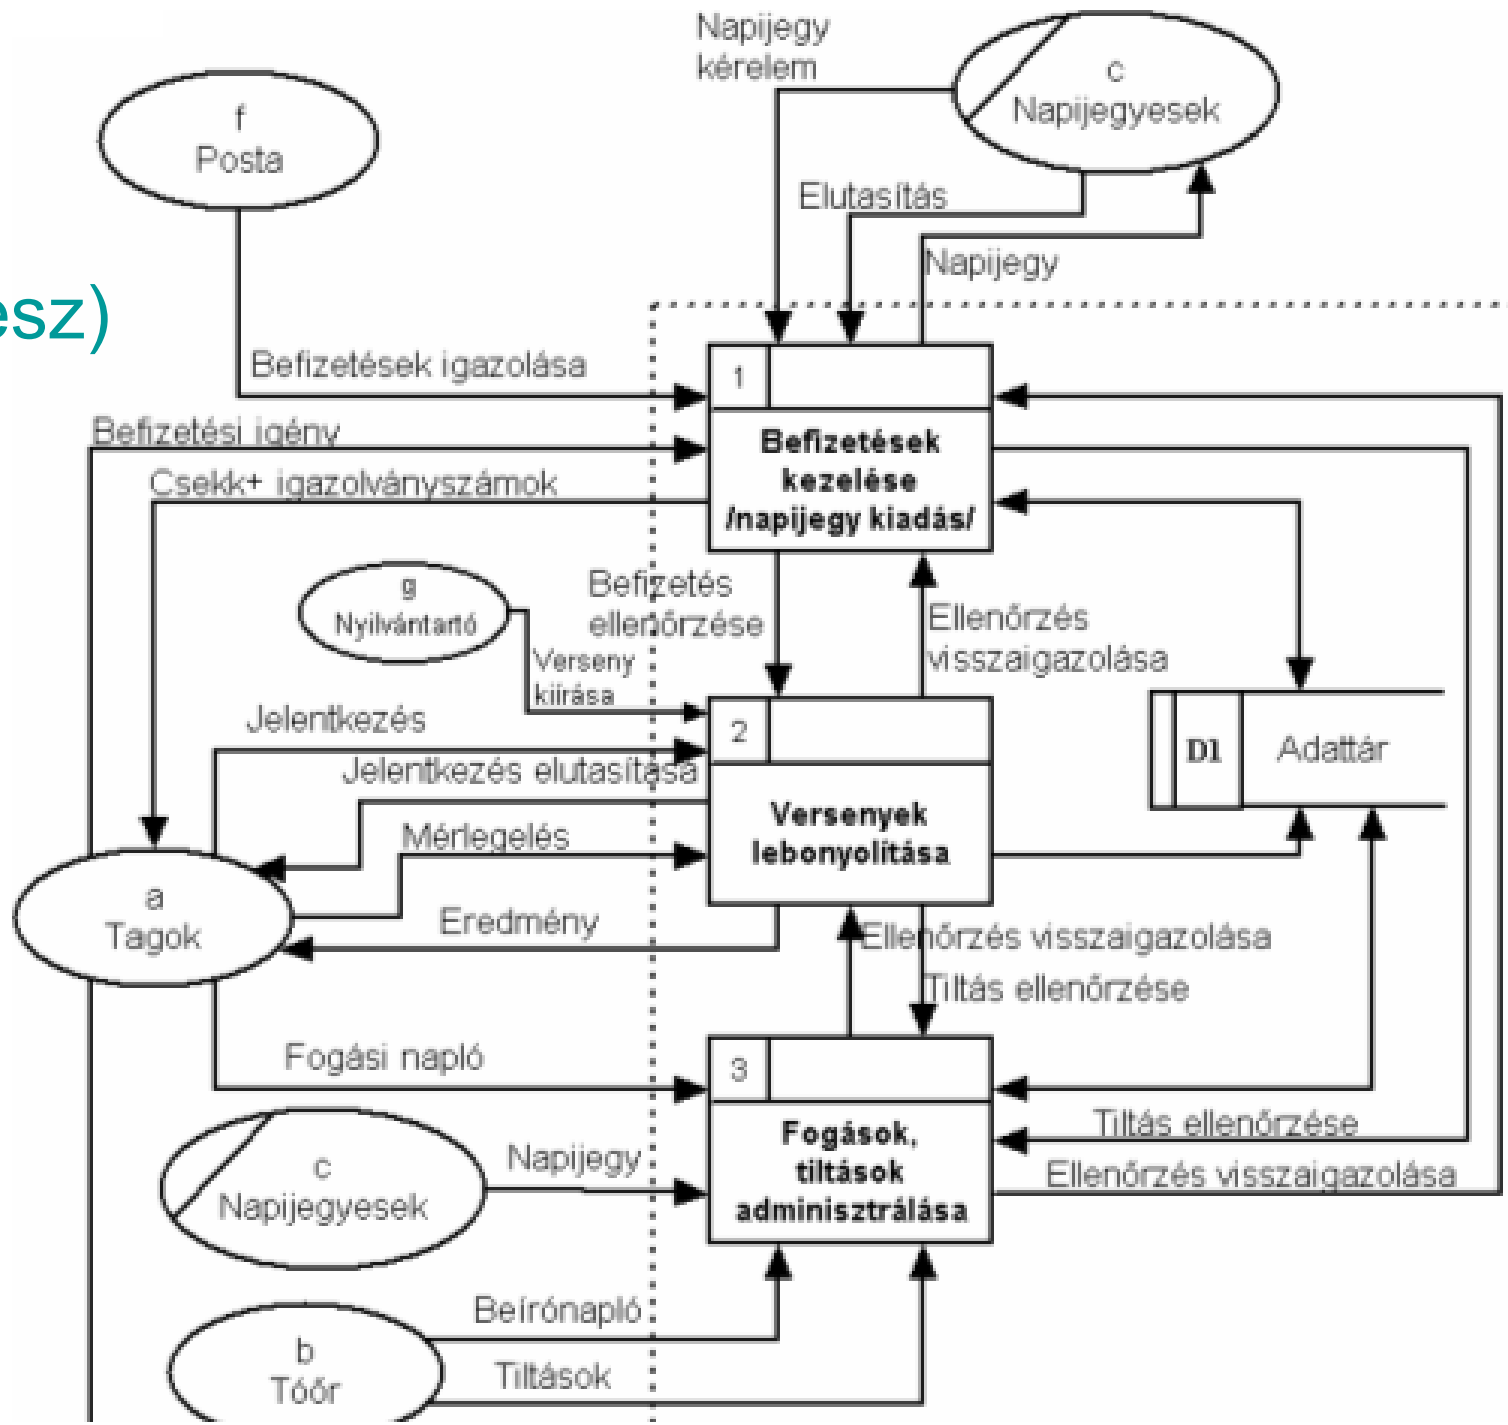 Napijegy
kérelem
c
Napijegyesek
f
Posta
Elutasítás
Napijegy
esz)
Befizetések igazolása
1
Befizetési igény
Befizetések
kezelése
/napijegy kiadás/
Csekk+ igazolványszámok
g
Nyilvántartó
Befizetés
ellenőrzése
Ellenőrzés
visszaigazolása
Verseny
kiirása
Jelentkezés
2
D1
Adattár
Jelentkezés elutasítása
Versenyek
lebonyolítása
Mérlegelés
a
Tagok
Eredmény
Ellenőrzés visszaigazolása
Tiltás ellenőrzése
Fogási napló
3
Tiltás ellenőrzése
Fogások,
tiltások
adminisztrálása
Napijegy
c
Napijegyesek
Ellenőrzés visszaigazolása
Beírónapló
b
Tóőr
Tiltások